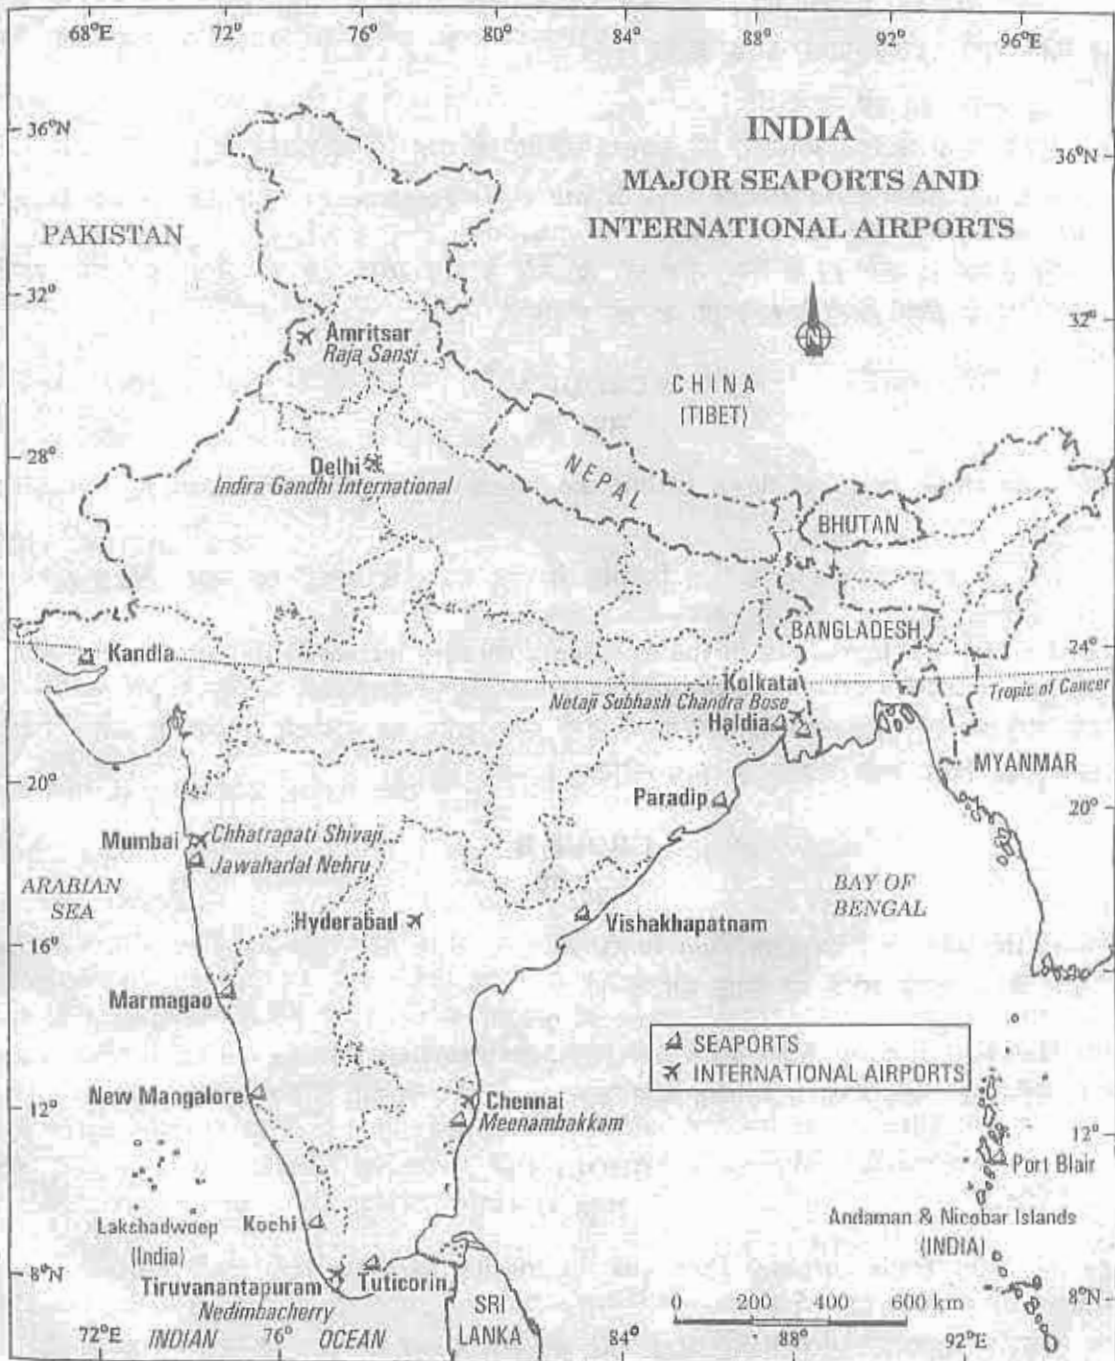 68°E
72°
76°
80°
84°
88°
92°
96°E
36°N
INDIA
36°N
MAJOR SEAPORTS AND
INTERNATIONAL AIRPORTS
PAKISTAN
32°
32°
N
Amritsar
Raja Sansi
CHINA
(TIBET)
28°
Delhi
Indira Gandhi International
NEPAL
BHUTAN
BANGLADESH
24°
Kandla
Kolkata
Tropic of Cancer
Netaji Subhash Chandra Bose
Haldia
MYANMAR
20°
Paradip
20°
Mumbai
Chhatrapati Shivaji
Jawaharlal Nehru
ARABIAN
SEA
BAY OF
BENGAL
Hyderabad
Vishakhapatnam
16°
Marmagao
SEAPORTS
INTERNATIONAL AIRPORTS
New Mangalore
12°
Chennai
Meenambakkam
12°
Port Blair
Lakshadweep
(India)
Kochi
Andaman & Nicobar Islands
(INDIA)
8°N
Tiruvanantapuram
Nedimbacherry
Tuticorin
SRI
LANKA
0 200 400 600 km
8°N
72°E
INDIAN
76°
OCEAN
84°
88°
92°E